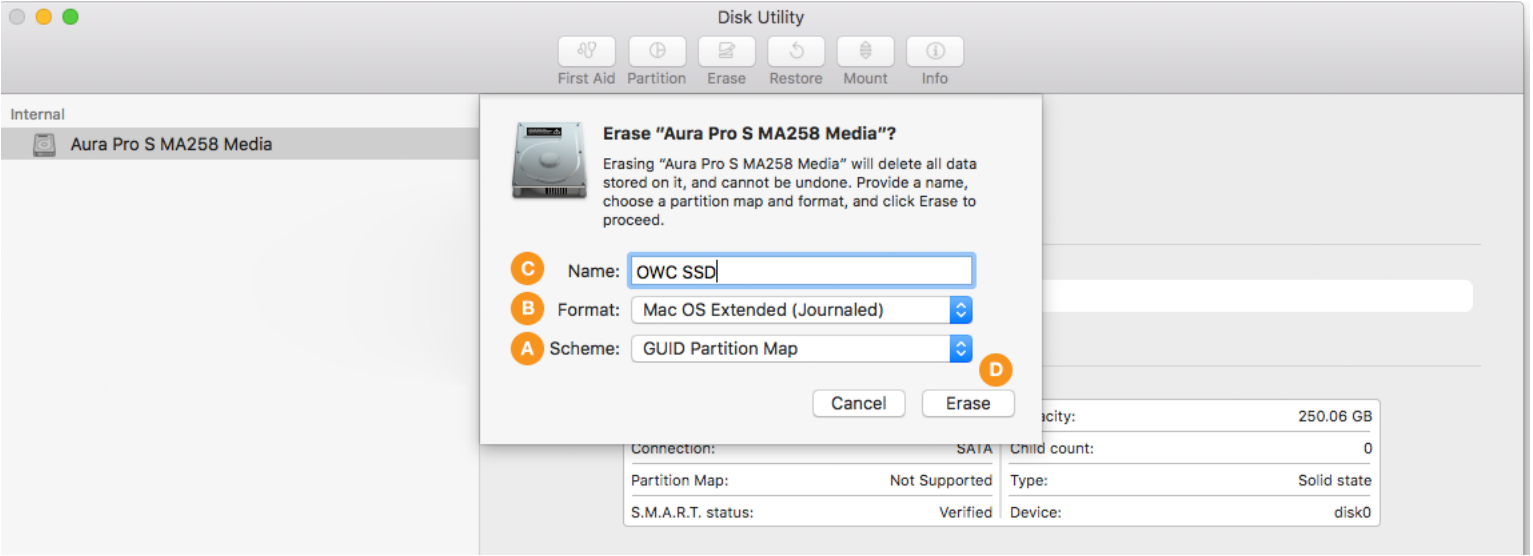 Disk Utility
First Aid Partition Erase Restore Mount Info
Internal
Aura Pro S MA258 Media
Erase “Aura Pro S MA258 Media”?
Erasing “Aura Pro S MA258 Media” will delete all data
stored on it, and cannot be undone. Provide a name,
choose a partition map and format, and click Erase to
proceed.
C Name: OWC SSD
B Format: Mac OS Extended (Journaled)
A Scheme: GUID Partition Map
D
Cancel Erase
acity: 250.06 GB
Connection: SATA Child count: 0
Partition Map: Not Supported Type: Solid state
S.M.A.R.T. status: Verified Device: disk0